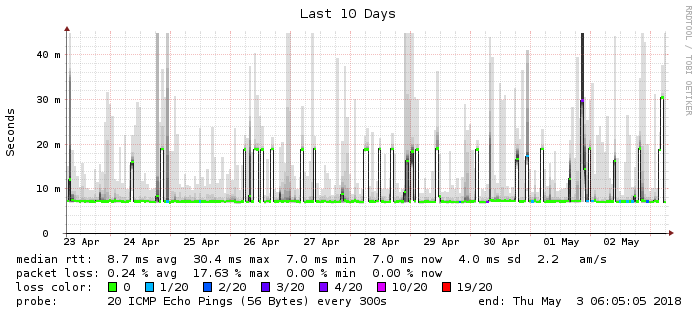 Last 10 Days
RRDTOOL / TOBI OETIKER
Seconds
40 m
30 m
20 m
10 m
0
23 Apr 24 Apr 25 Apr 26 Apr 27 Apr 28 Apr 29 Apr 30 Apr 01 May 02 May
median rtt: 8.7 ms avg 30.4 ms max 7.0 ms min 7.0 ms now 4.0 ms sd 2.2 am/s
packet loss: 0.24 % avg 17.63 % max 0.00 % min 0.00 % now
loss color: 0 1/20 2/20 3/20 4/20 10/20 19/20
probe: 20 ICMP Echo Pings (56 Bytes) every 300s end: Thu May 3 06:05:05 2018